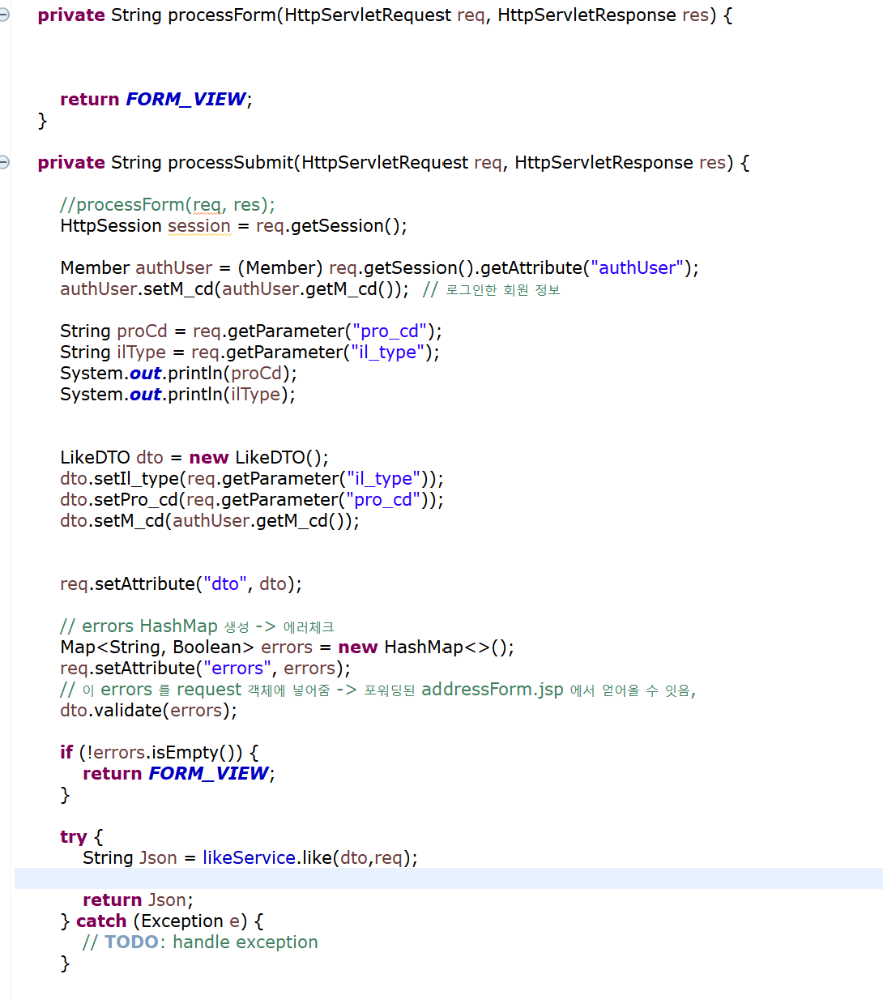 private String processForm(HttpServletRequest req, HttpServletResponse res) {
return FORM_VIEW;
}
private String processSubmit(HttpServletRequest req, HttpServletResponse res) {
//processForm(req, res);
HttpSession session = req.getSession();
Member authUser = (Member) req.getSession().getAttribute("authUser");
authUser.setM_cd(authUser.getM_cd());  // 로그인한 회원 정보
String proCd = req.getParameter("pro_cd");
String ilType = req.getParameter("il_type");
System.out.println(proCd);
System.out.println(ilType);
LikeDTO dto = new LikeDTO();
dto.setIl_type(req.getParameter("il_type"));
dto.setPro_cd(req.getParameter("pro_cd"));
dto.setM_cd(authUser.getM_cd());
req.setAttribute("dto", dto);
// errors HashMap 생성 -> 에러체크
Map<String, Boolean> errors = new HashMap<>();
req.setAttribute("errors", errors);
// 이 errors 를 request 객체에 넣어줌 -> 포워딩된 addressForm.jsp 에서 얻어올 수 잇음,
dto.validate(errors);
if (!errors.isEmpty()) {
return FORM_VIEW;
}
try {
String Json = likeService.like(dto,req);
return Json;
} catch (Exception e) {
// TODO: handle exception
}